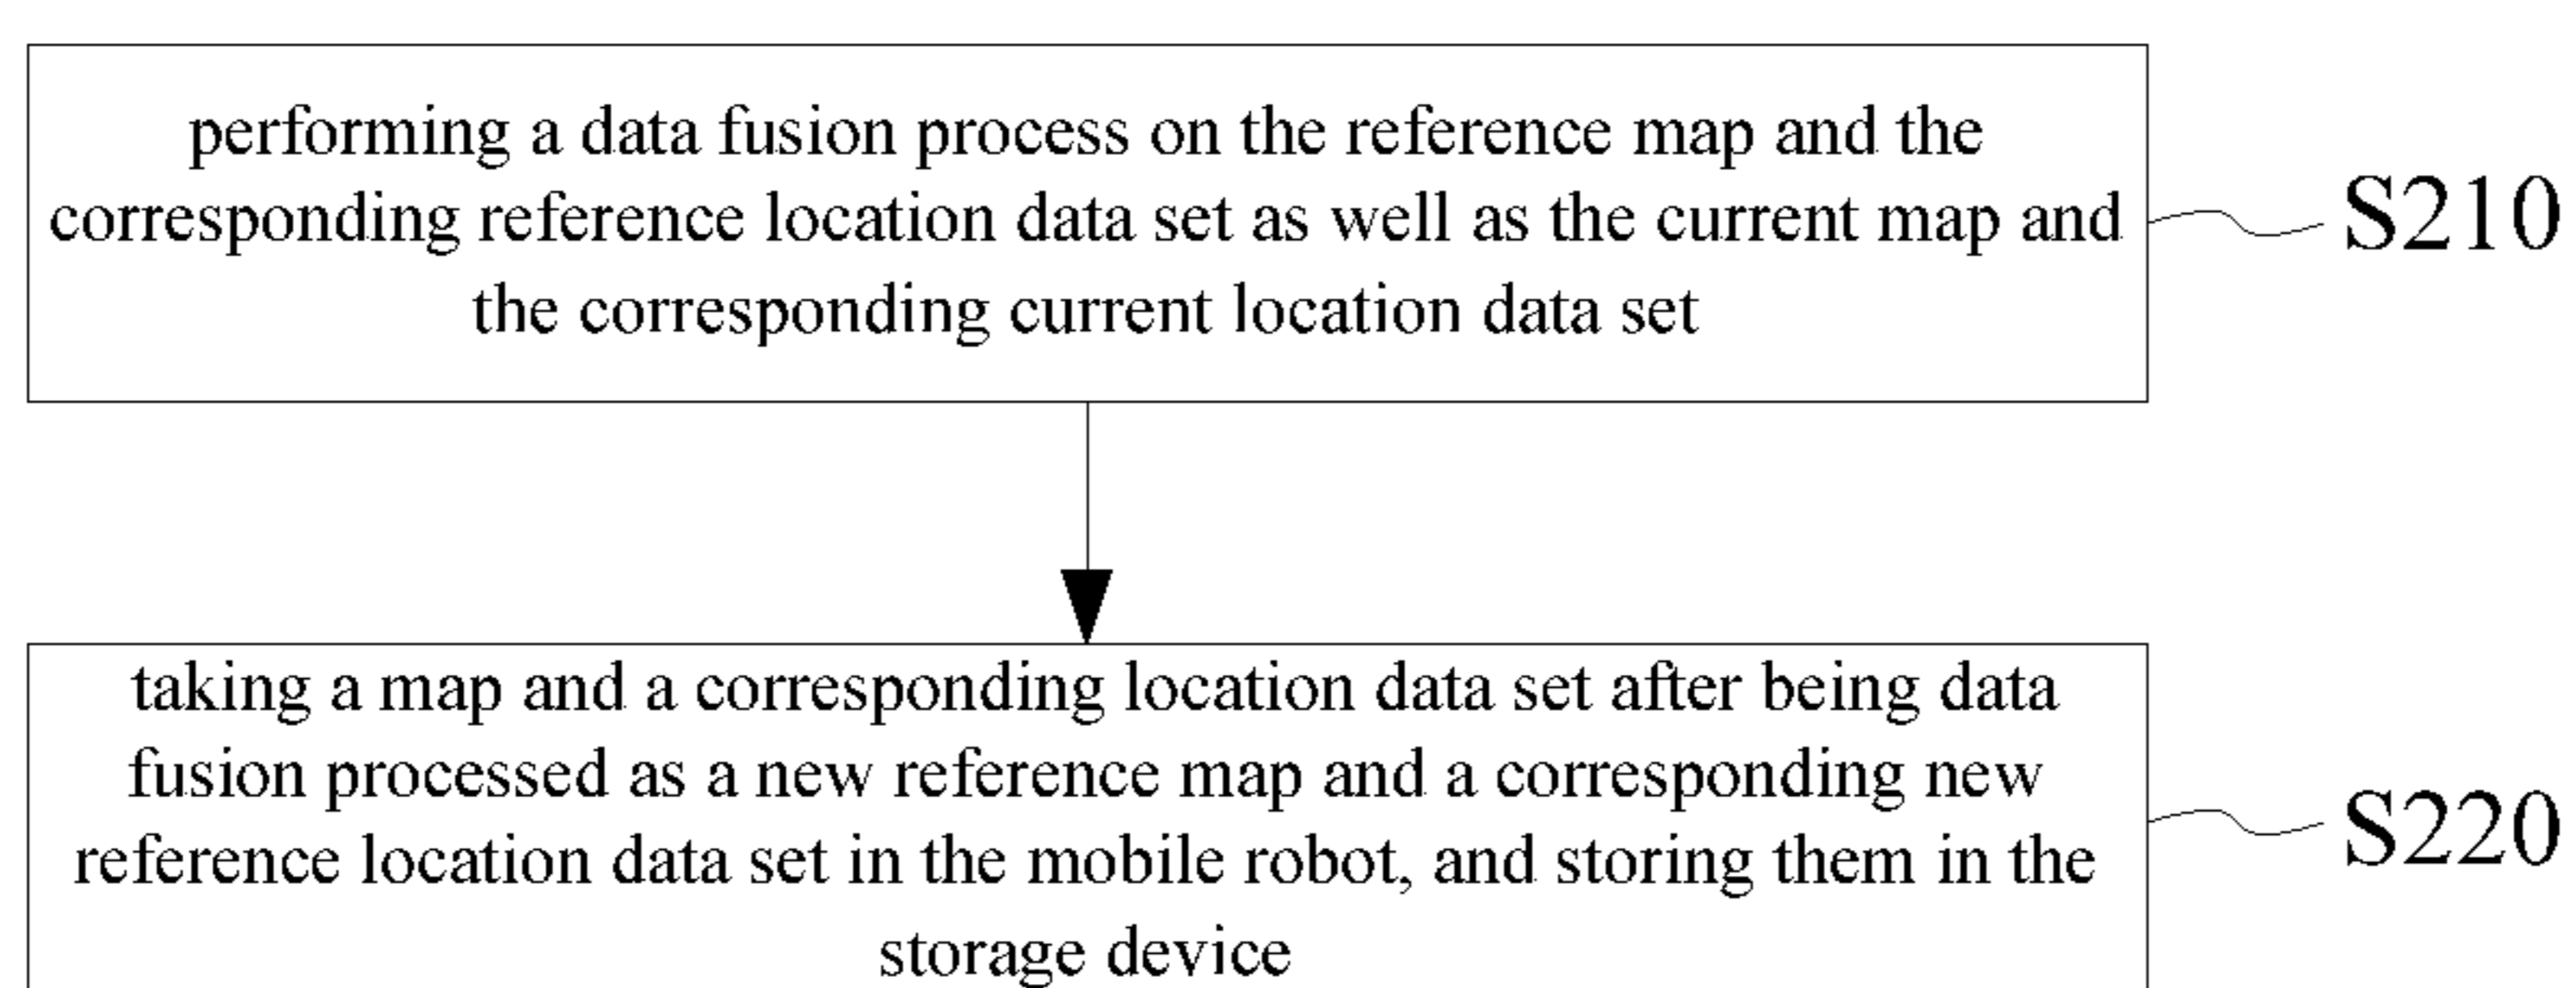 performing a data fusion process on the reference map and the
corresponding reference location data set as well as the current map and
the corresponding current location data set
S210
taking a map and a corresponding location data set after being data
fusion processed as a new reference map and a corresponding new
reference location data set in the mobile robot, and storing them in the
storage device
S220